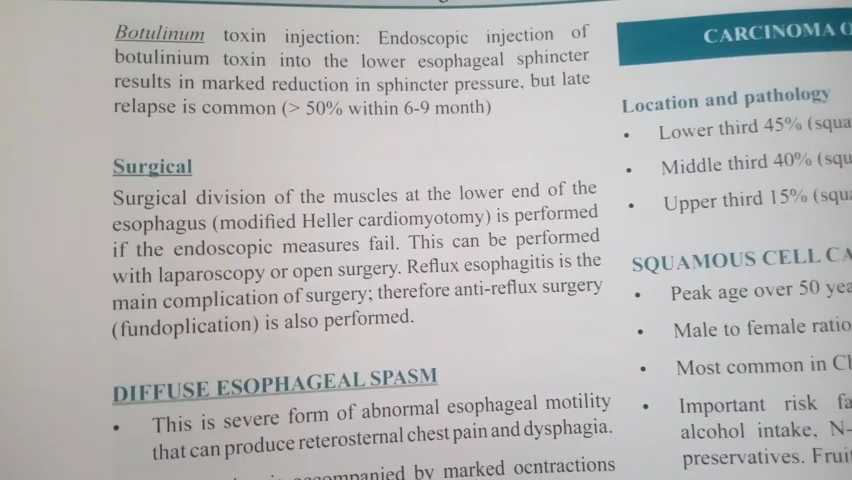 Botulinum toxin injection: Endoscopic injection of
botulinium toxin into the lower esophageal sphincter
results in marked reduction in sphincter pressure, but late
relapse is common (> 50% within 6-9 month)
Surgical
Surgical division of the muscles at the lower end of the
esophagus (modified Heller cardiomyotomy) is performed
if the endoscopic measures fail. This can be performed
with laparoscopy or open surgery. Reflux esophagitis is the
main complication of surgery; therefore anti-reflux surgery
(fundoplication) is also performed.
DIFFUSE ESOPHAGEAL SPASM
• This is severe form of abnormal esophageal motility
that can produce reterosternal chest pain and dysphagia.
by marked ocntractions
CARCINOMA
Location and pathology
• Lower third 45%
• Middle third 40%
• Upper third 15%
SQUAMOUS CELL
• Peak age over 50
• Male to female ratio
• Most common in
• Important risk
alcohol intake,
preservatives.